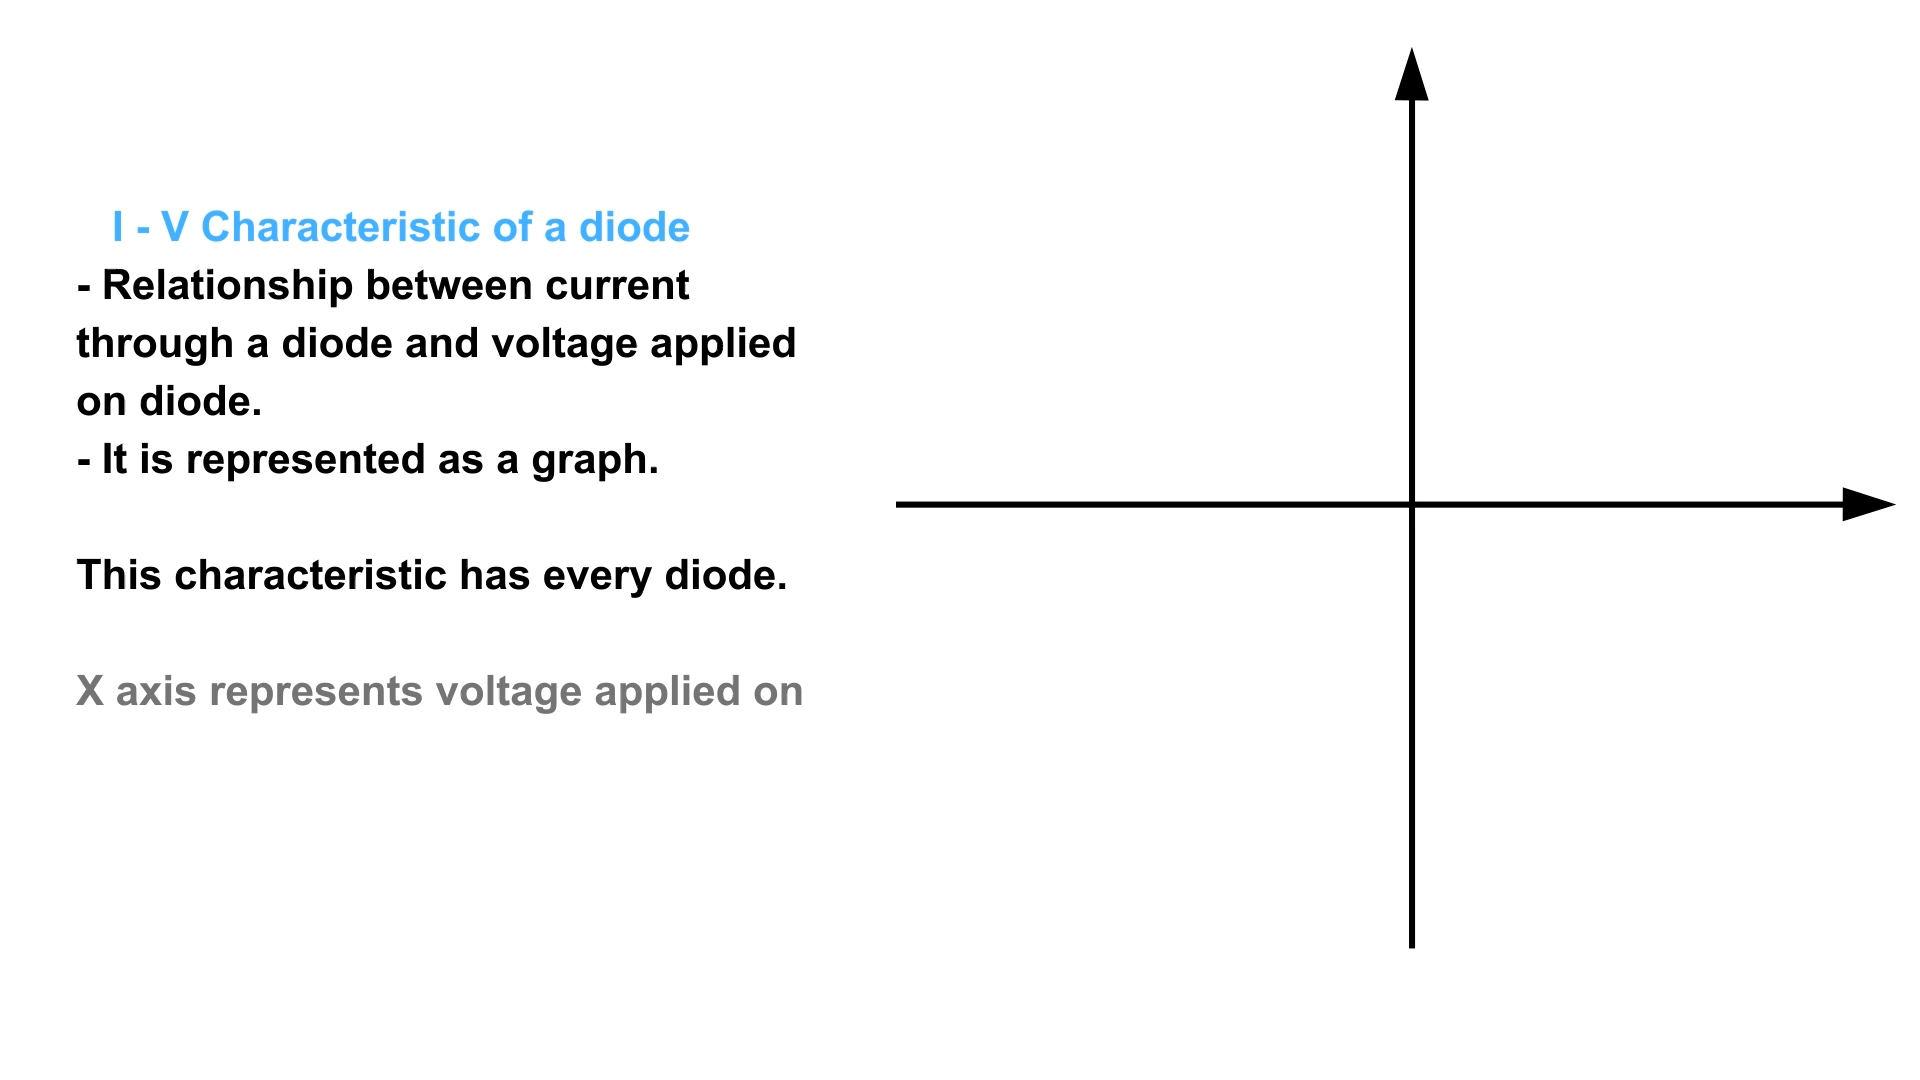 I - V Characteristic of a diode
- Relationship between current
through a diode and voltage applied
on diode.
- It is represented as a graph.
This characteristic has every diode.
X axis represents voltage applied on